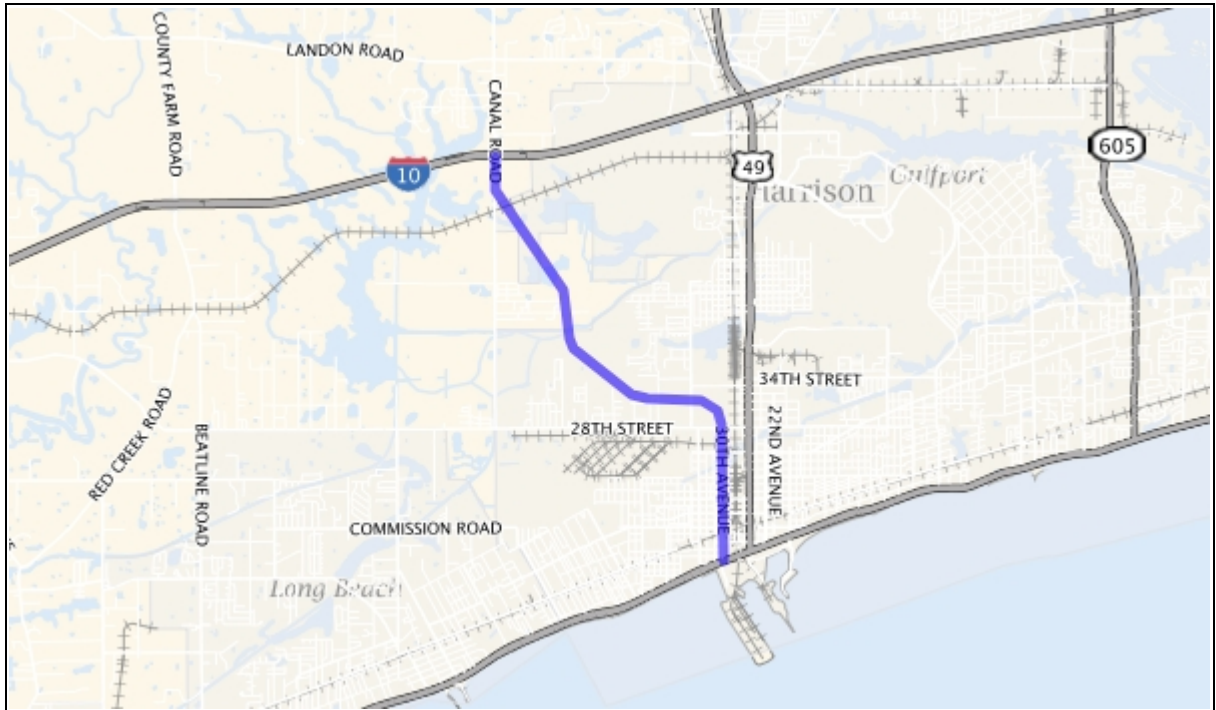 LANDON ROAD
COUNTY FARM ROAD
CANAL ROAD
10
49
605
Harrison
Gulfport
34TH STREET
RED CREEK ROAD
BEATLINE ROAD
28TH STREET
30TH AVENUE
22ND AVENUE
COMMISSION ROAD
Long Beach